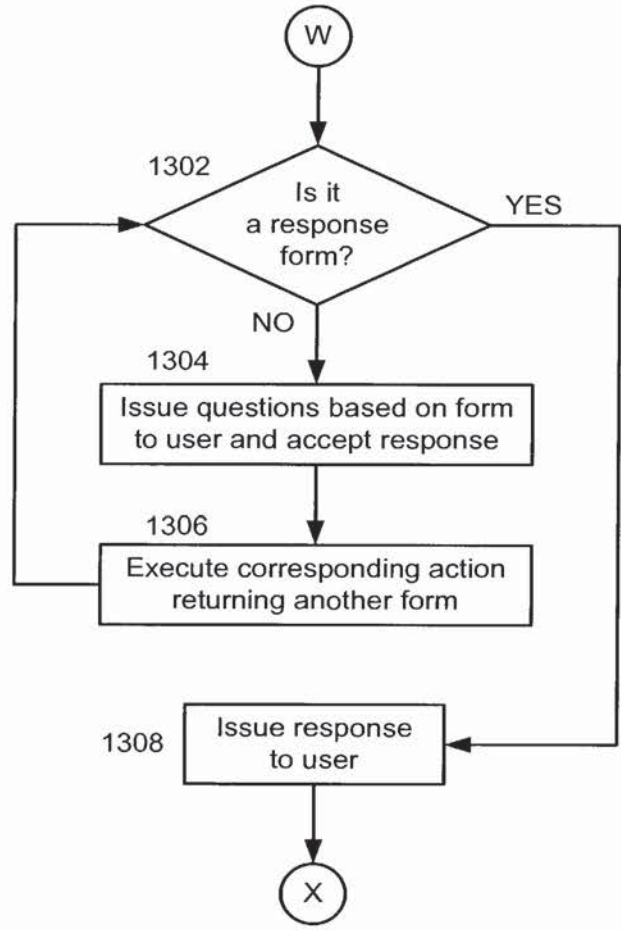 W
1302
Is it
a response
form?
YES
NO
1304
Issue questions based on form
to user and accept response
1306
Execute corresponding action
returning another form
1308
Issue response
to user
X